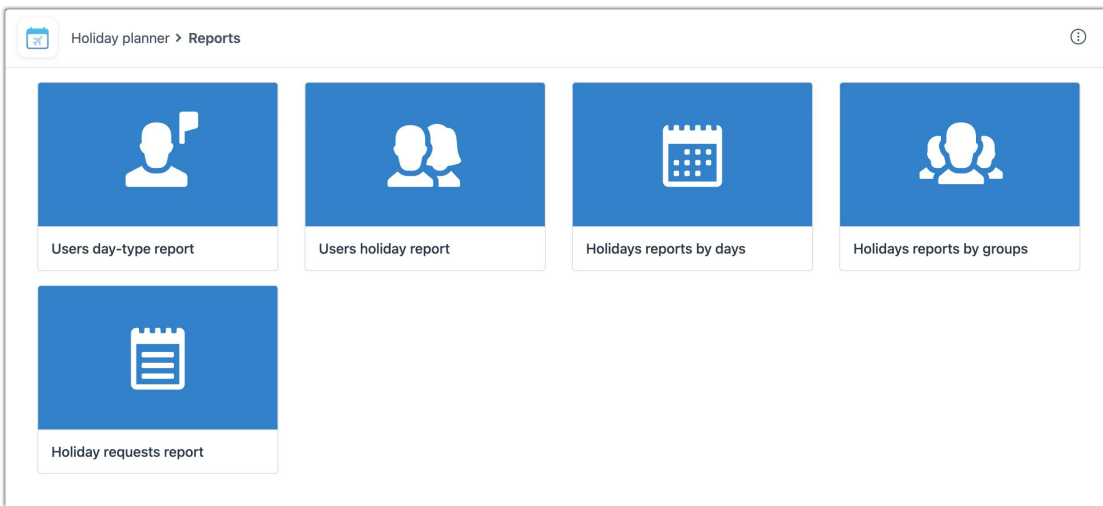 Holiday planner > Reports
Users day-type report
Users holiday report
Holidays reports by days
Holidays reports by groups
Holiday requests report